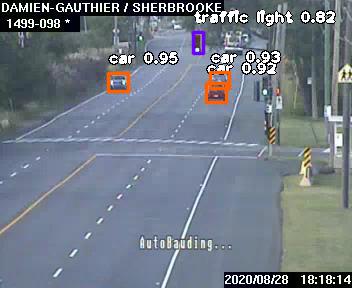 DAMIEN-GAUTHIER / SHERBROOKE
1499-098 *
traffic light 0.82
car 0.95
car 0.93
car 0.92
AutoBauding...
2020/08/28 18:18:14